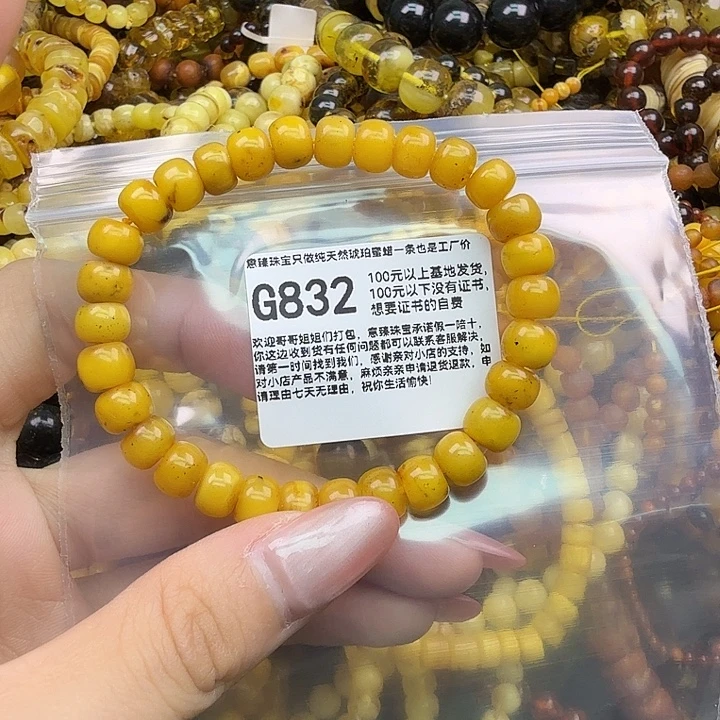 意臻珠宝只做纯天然琥珀蜜蜡一条也是工厂价
G832
100元以上基地发货，
100元以下没有证书，
想要证书的自费
欢迎哥哥姐姐们打包，意臻珠宝承诺假一赔十，
你这边收到货有任何问题都可以联系客服解决，
请第一时间找到我们，感谢亲对小店的支持，如
对小店产品不满意，麻烦亲亲申请退货退款，申
请理由七天无理由，祝你生活愉快！